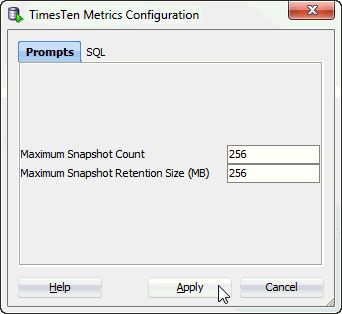 TimesTen Metrics Configuration
Prompts SQL
Maximum Snapshot Count 256
Maximum Snapshot Retention Size (MB) 256
Help Apply Cancel